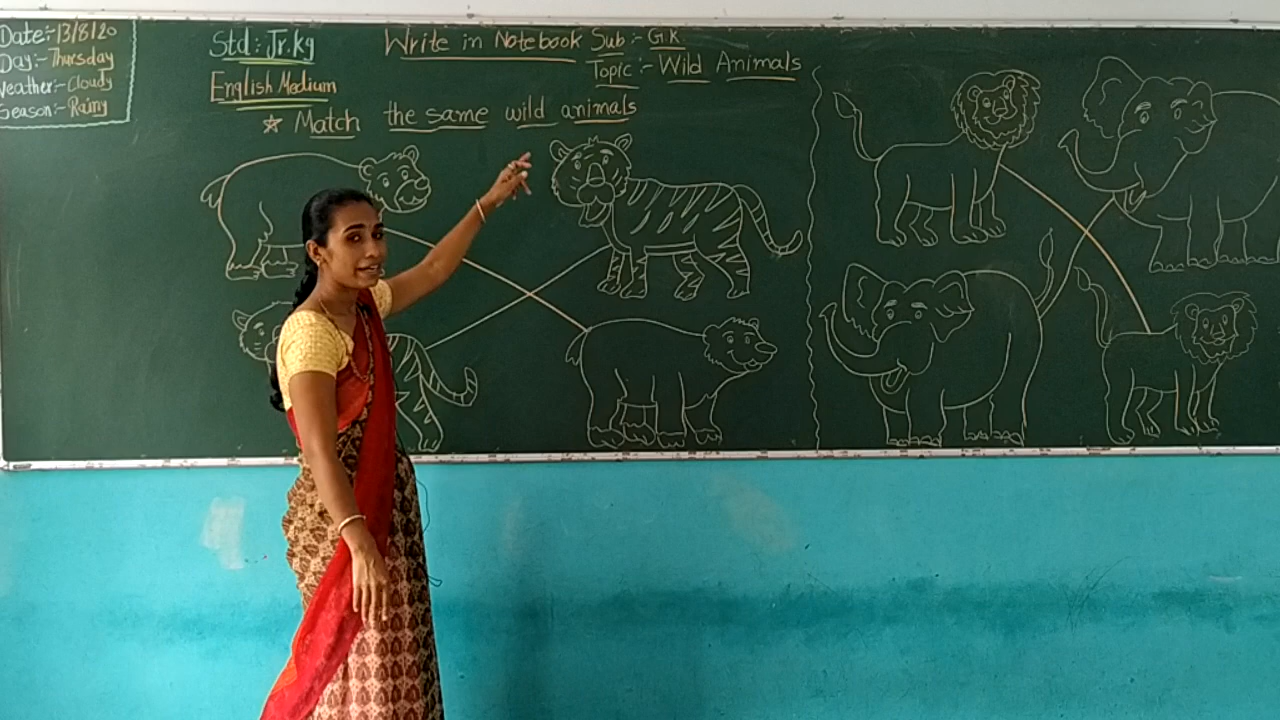 Date:-13/8/20
Day:- Thursday
Weather:- Cloudy
Season:- Rainy
Std:- Jr.kg
English Medium
Write in Notebook
Sub:- G.K
Topic:- Wild Animals
☆ Match the same wild animals